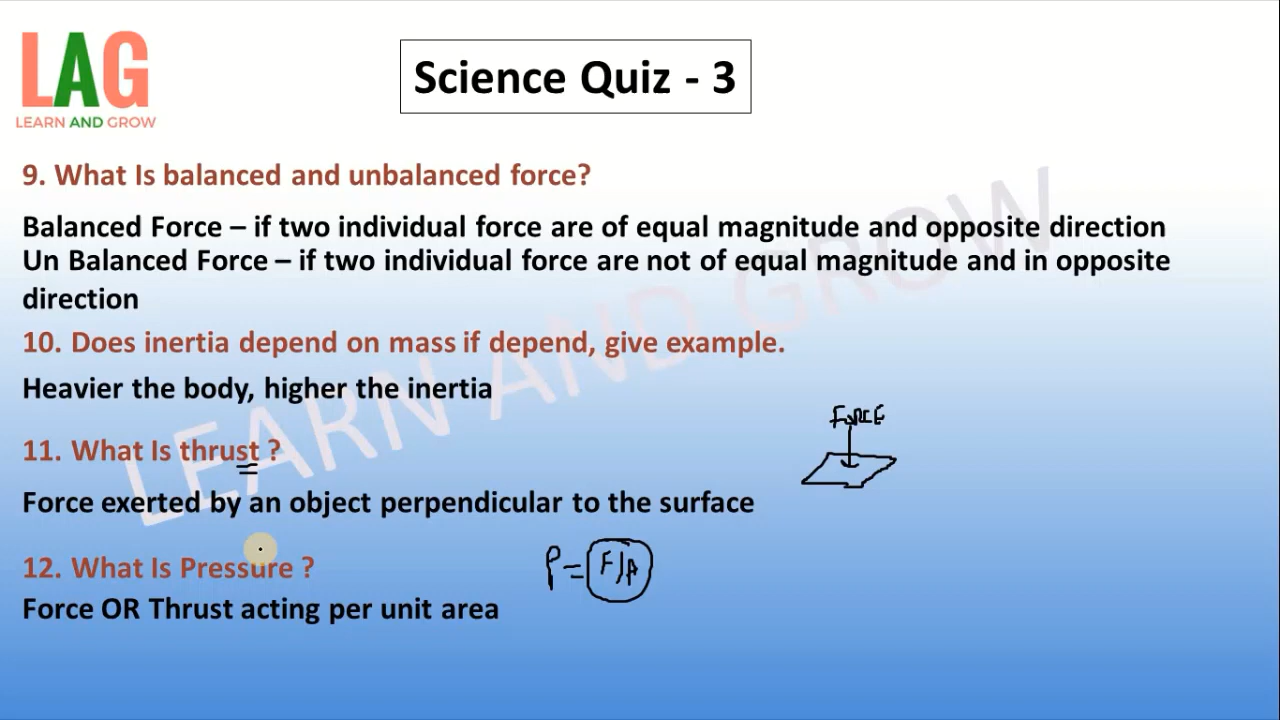 LAG
LEARN AND GROW
Science Quiz - 3
9. What Is balanced and unbalanced force?
Balanced Force – if two individual force are of equal magnitude and opposite direction
Un Balanced Force – if two individual force are not of equal magnitude and in opposite
direction
10. Does inertia depend on mass if depend, give example.
Heavier the body, higher the inertia
FORCE
11. What Is thrust ?
Force exerted by an object perpendicular to the surface
12. What Is Pressure ?
P = F/A
Force OR Thrust acting per unit area
LEARN AND GROW